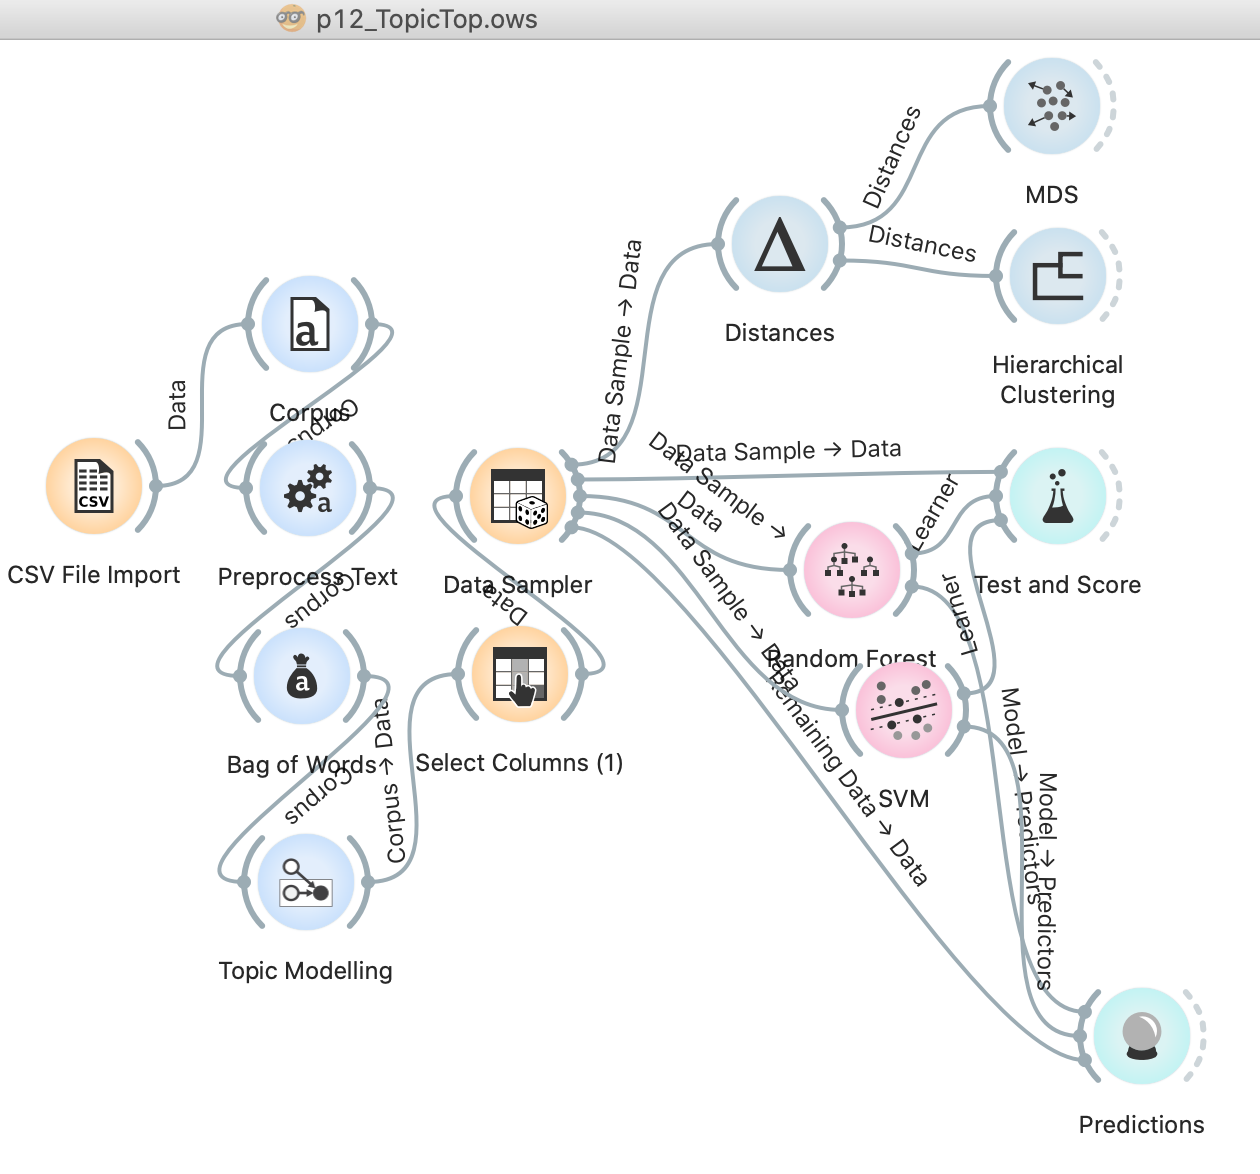 p12_TopicTop.ows
Distances
MDS
Distances
Data Sample → Data
Distances
Hierarchical
Clustering
Data
Corpus
Corpus
a
CSV
a
a
CSV File Import
Preprocess Text
Corpus
Data Sampler
Data
Data Sample → Data
Data Sample →
Data
Learner
Test and Score
Learner
Random Forest
Data Sample → Data
Remaining Data → Data
SVM
Model → Predictors
Model → Predictors
a
Bag of Words
Corpus
Corpus → Data
Select Columns (1)
Topic Modelling
Predictions